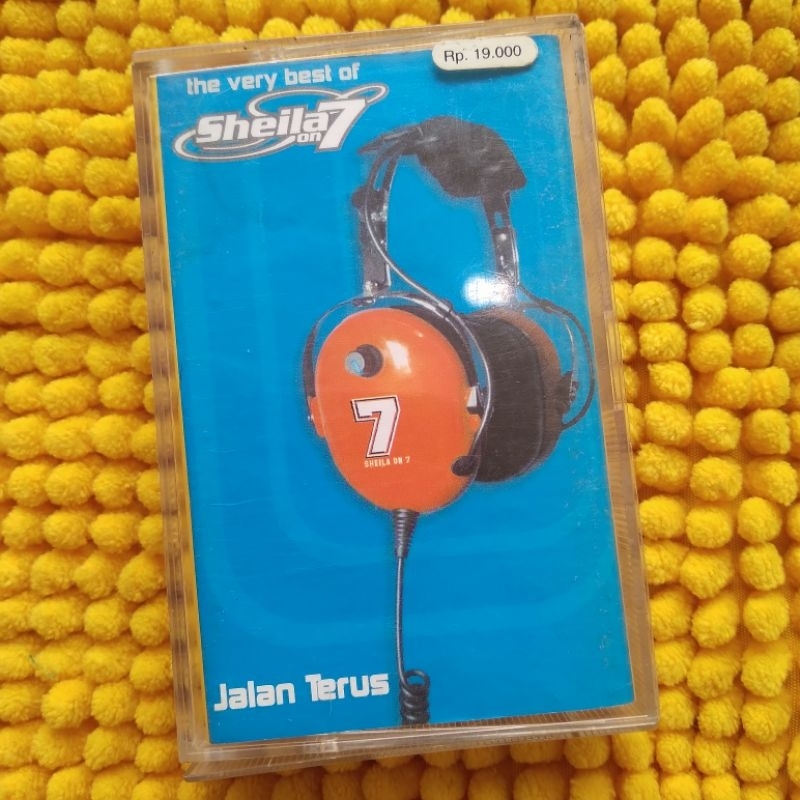 Rp. 19.000
the very best of
Sheila on 7
7
SHEILA ON 7
Jalan Terus